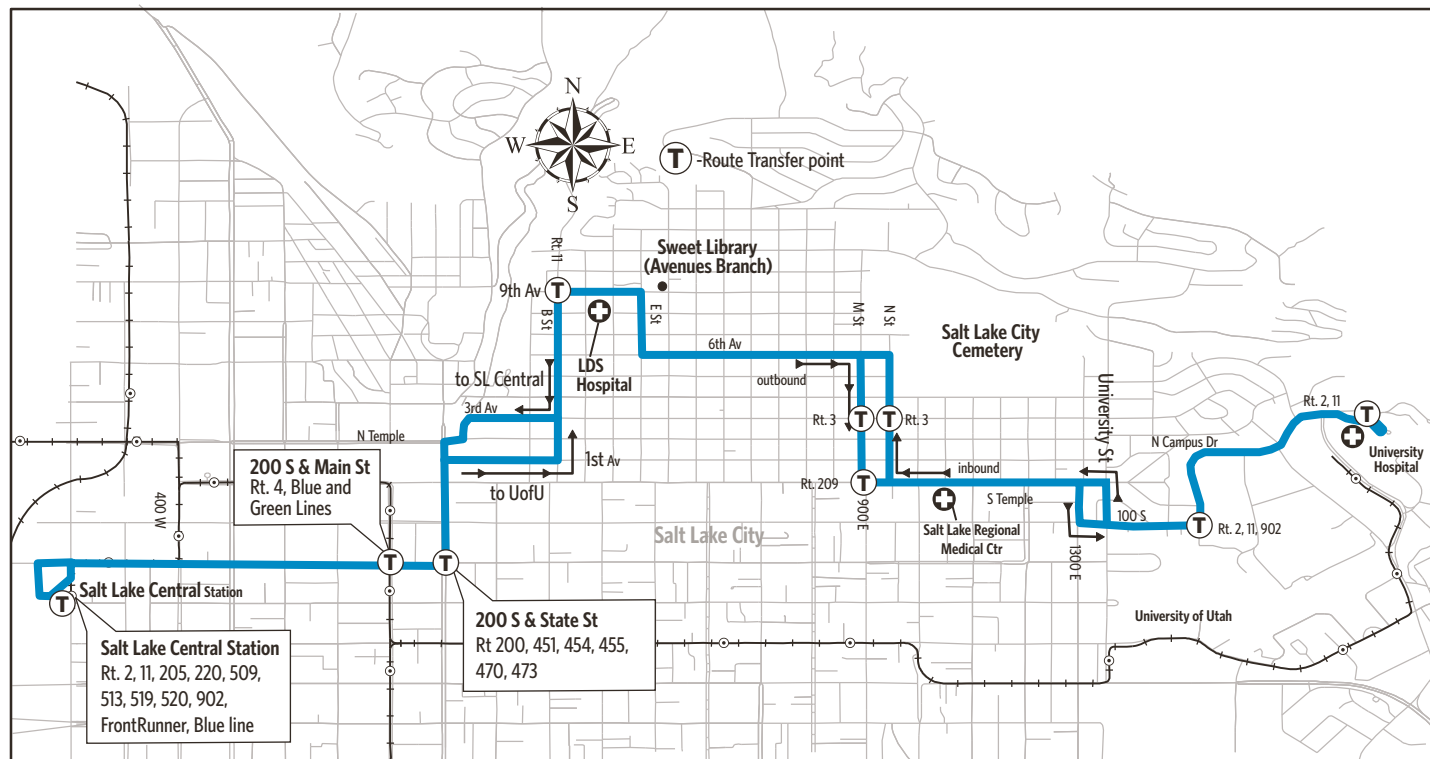 N
W
E
S
T
-Route Transfer point
Rt. 11
Sweet Library
(Avenues Branch)
9th Av
T
B St
E St
M St
N St
LDS
Hospital
6th Av
Salt Lake City
Cemetery
to SL Central
outbound
3rd Av
Rt. 3
T
T
Rt. 3
University St
Rt. 2, 11
T
University
Hospital
N Temple
N Campus Dr
1st Av
to UofU
200 S & Main St
Rt. 4, Blue and
Green Lines
400 W
Rt. 209
T
inbound
S Temple
900 E
Salt Lake Regional
Medical Ctr
100 S
T
Rt. 2, 11, 902
1300 E
Salt Lake City
T
T
Salt Lake Central Station
T
University of Utah
200 S & State St
Rt 200, 451, 454, 455,
470, 473
Salt Lake Central Station
Rt. 2, 11, 205, 220, 509,
513, 519, 520, 902,
FrontRunner, Blue line